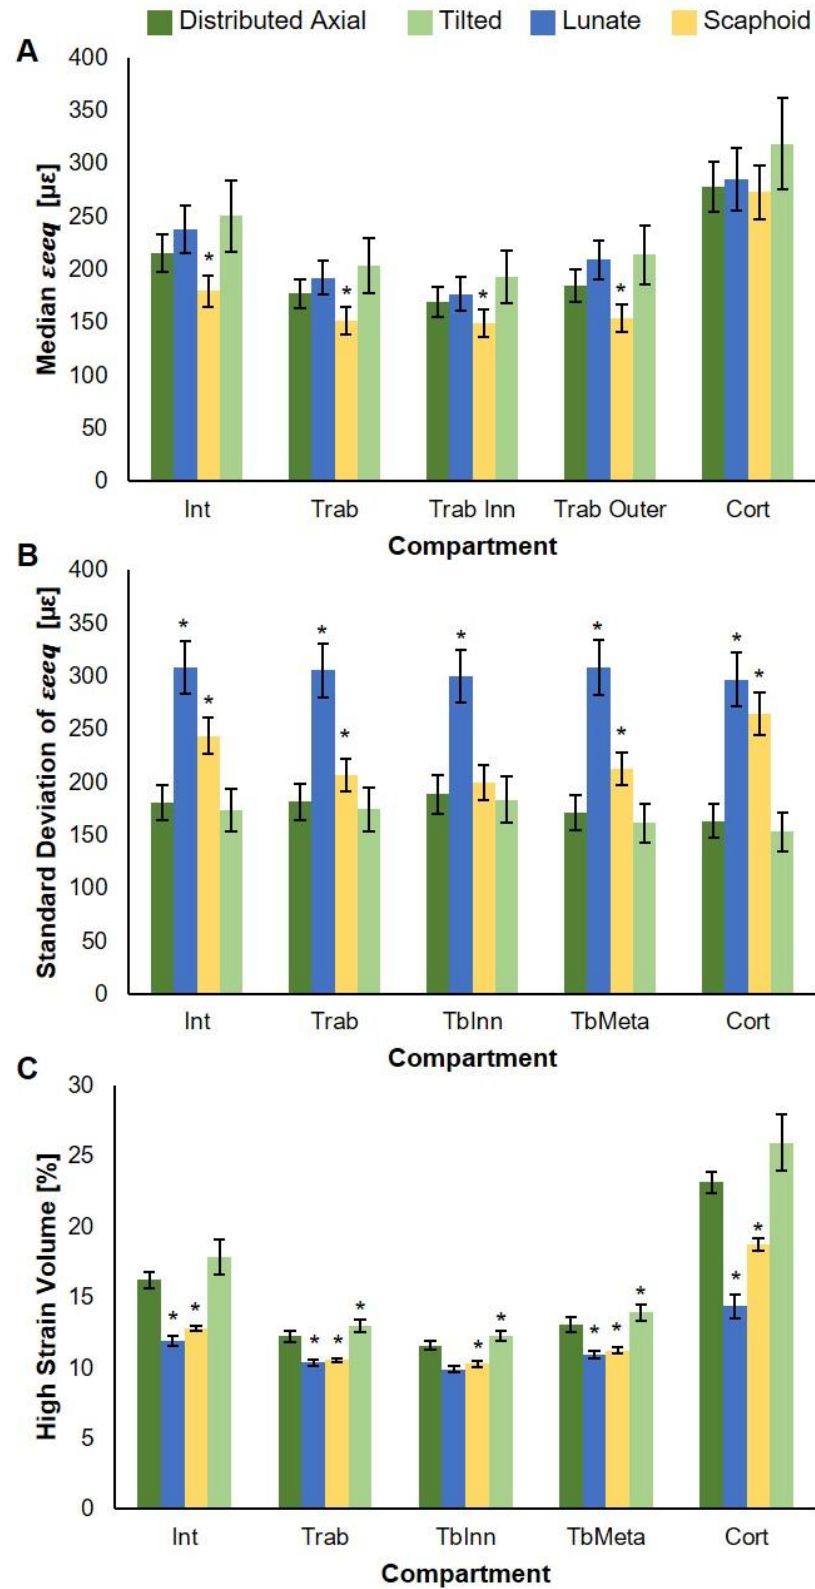 Distributed Axial Tilted Lunate Scaphoid
A
Median εeeq [με]
400
350
300
250
200
150
100
50
0
* * * *
Int Trab Trab Inn Trab Outer Cort
Compartment
B
Standard Deviation of εeeq [με]
400
350
300
250
200
150
100
50
0
* * * * * * * * *
Int Trab TbInn TbMeta Cort
Compartment
C
High Strain Volume [%]
30
25
20
15
10
5
0
* * * * * * * * * * * * *
Int Trab TbInn TbMeta Cort
Compartment